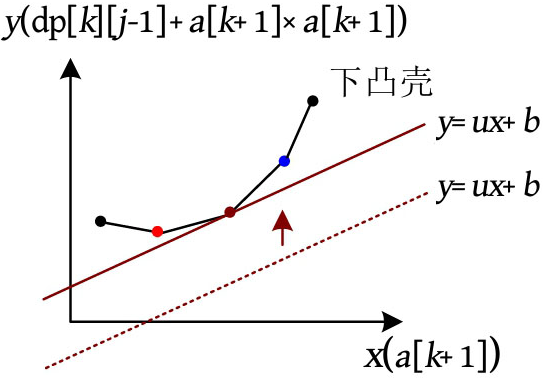 y(dp[k][j-1]+a[k+1]×a[k+1])
下凸壳
y=ux+b
y=ux+b
x(a[k+1])